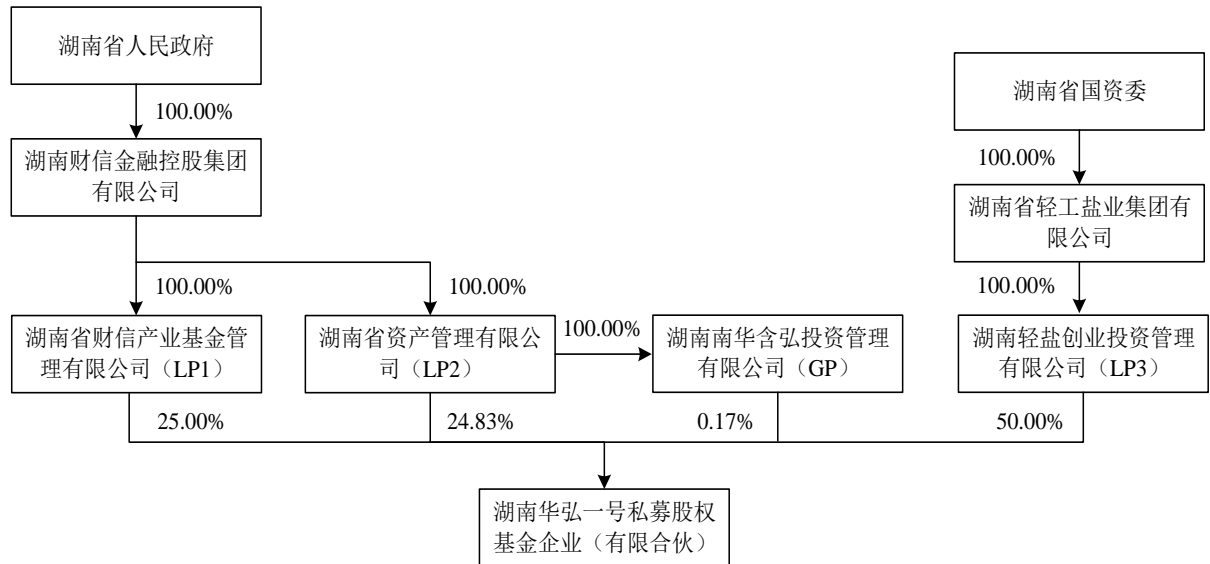 湖南省人民政府
湖南省国资委
100.00%
100.00%
湖南财信金融控股集团
有限公司
湖南省轻工盐业集团有
限公司
100.00%
100.00%
100.00%
湖南省财信产业基金管
理有限公司（LP1）
湖南省资产管理有限公
司（LP2）
100.00%
湖南南华含弘投资管理
有限公司（GP）
湖南轻盐创业投资管理
有限公司（LP3）
25.00%
24.83%
0.17%
50.00%
湖南华弘一号私募股权
基金企业（有限合伙）